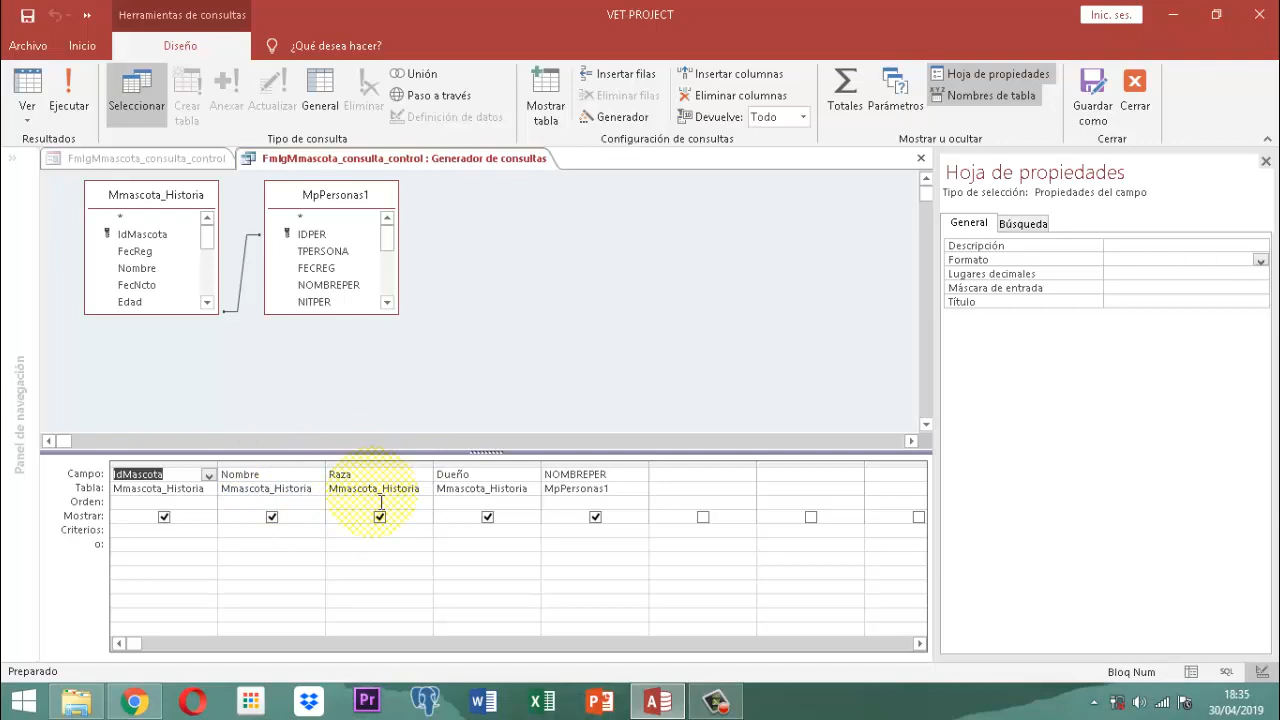 Herramientas de consultas
VET PROJECT
Inic. ses.
Archivo
Inicio
Diseño
¿Qué desea hacer?
Ver
Ejecutar
Seleccionar
Crear tabla
Anexar
Actualizar
General
Eliminar
Unión
Paso a través
Definición de datos
Mostrar tabla
Insertar filas
Eliminar filas
Generador
Insertar columnas
Eliminar columnas
Devuelve: Todo
Totales
Parámetros
Hoja de propiedades
Nombres de tabla
Guardar como
Cerrar
Resultados
Tipo de consulta
Configuración de consultas
Mostrar u ocultar
Cerrar
FmIgMmascota_consulta_control
FmIgMmascota_consulta_control : Generador de consultas
Panel de navegación
Mmascota_Historia
*
IdMascota
FecReg
Nombre
FecNcto
Edad
MpPersonas1
*
IDPER
TPERSONA
FECREG
NOMBREPER
NITPER
Hoja de propiedades
Tipo de selección: Propiedades del campo
General
Búsqueda
Descripción
Formato
Lugares decimales
Máscara de entrada
Título
Campo: IdMascota Nombre Raza Dueño NOMBREPER
Tabla: Mmascota_Historia Mmascota_Historia Mmascota_Historia Mmascota_Historia MpPersonas1
Orden:
Mostrar:
Criterios:
o:
Preparado
Bloq Num
SQL
18:35
30/04/2019